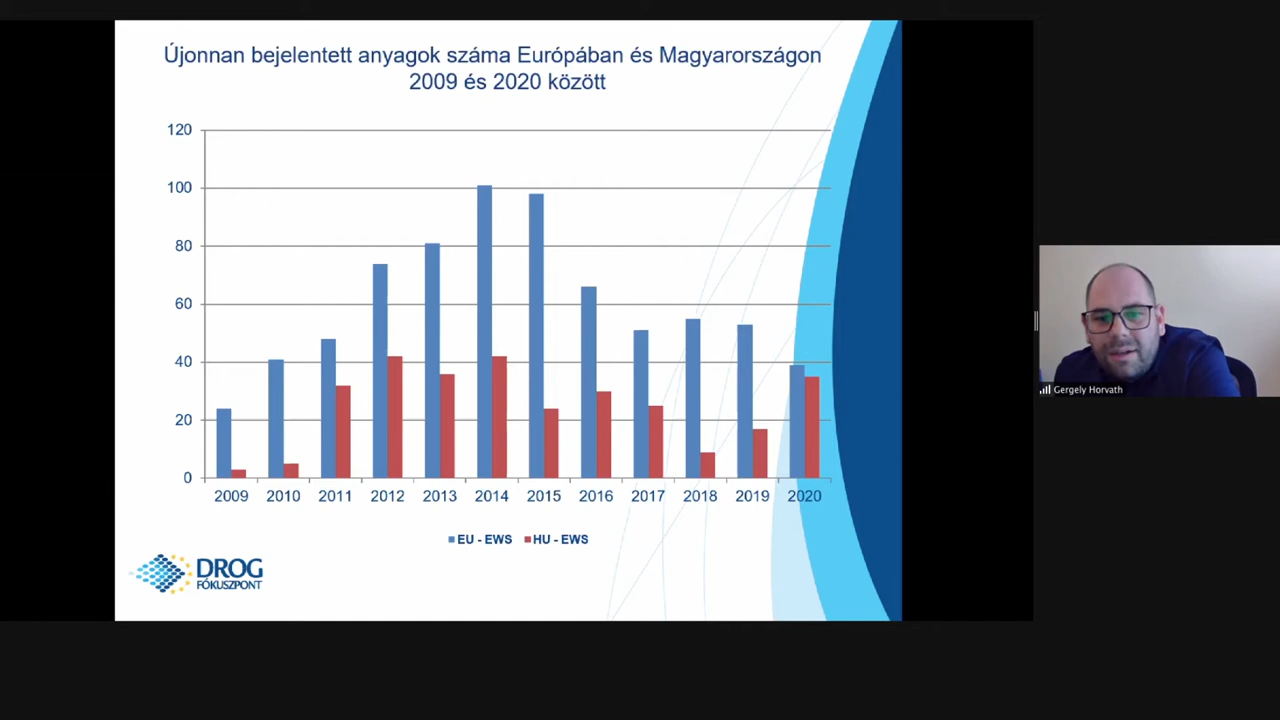 Újonnan bejelentett anyagok száma Európában és Magyarországon
2009 és 2020 között
120
100
80
60
40
20
0
2009 2010 2011 2012 2013 2014 2015 2016 2017 2018 2019 2020
EU - EWS HU - EWS
DROG
FÓKUSZPONT
Gergely Horvath